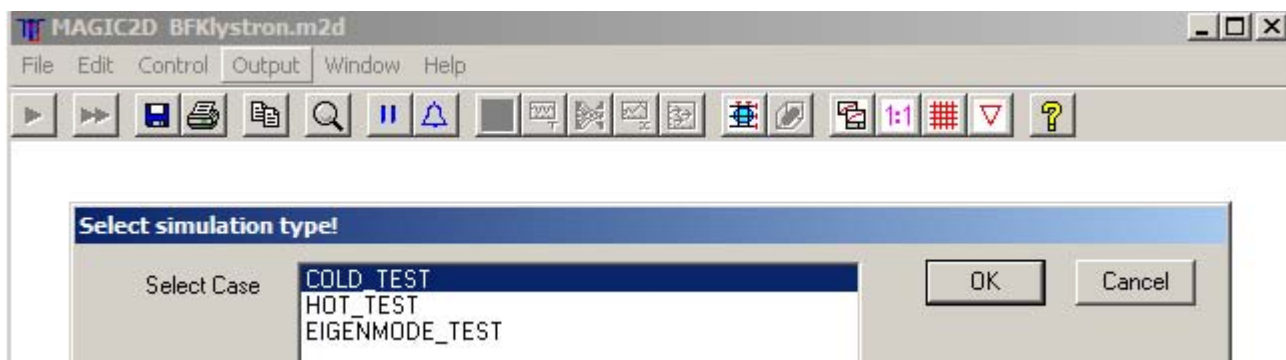 MAGIC2D BFKlystron.m2d
File Edit Control Output Window Help
1:1
Select simulation type!
Select Case
COLD_TEST
HOT_TEST
EIGENMODE_TEST
OK
Cancel